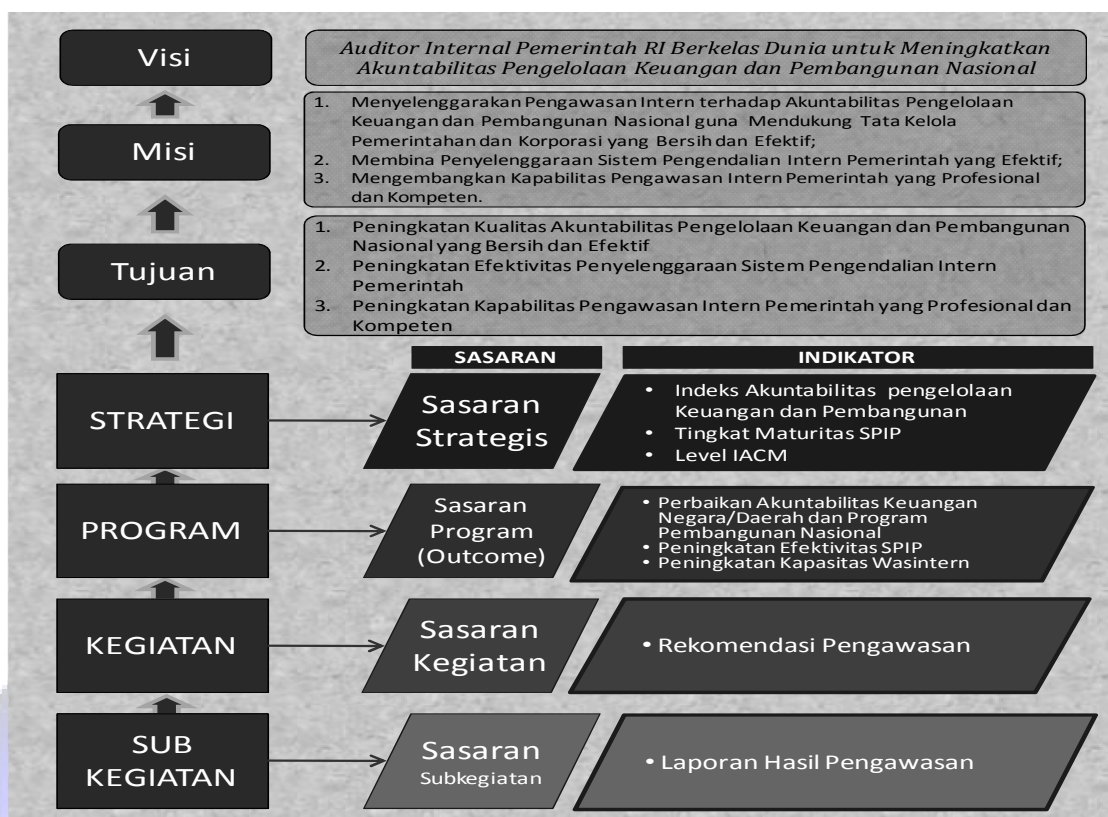 Visi
Auditor Internal Pemerintah RI Berkelas Dunia untuk Meningkatkan
Akuntabilitas Pengelolaan Keuangan dan Pembangunan Nasional
Misi
1. Menyelenggarakan Pengawasan Intern terhadap Akuntabilitas Pengelolaan
Keuangan dan Pembangunan Nasional guna Mendukung Tata Kelola
Pemerintahan dan Korporasi yang Bersih dan Efektif;
2. Membina Penyelenggaraan Sistem Pengendalian Intern Pemerintah yang Efektif;
3. Mengembangkan Kapabilitas Pengawasan Intern Pemerintah yang Profesional
dan Kompeten.
Tujuan
1. Peningkatan Kualitas Akuntabilitas Pengelolaan Keuangan dan Pembangunan
Nasional yang Bersih dan Efektif
2. Peningkatan Efektivitas Penyelenggaraan Sistem Pengendalian Intern
Pemerintah
3. Peningkatan Kapabilitas Pengawasan Intern Pemerintah yang Profesional dan
Kompeten
SASARAN
INDIKATOR
STRATEGI
Sasaran
Strategis
• Indeks Akuntabilitas pengelolaan
Keuangan dan Pembangunan
• Tingkat Maturitas SPIP
• Level IACM
PROGRAM
Sasaran
Program
(Outcome)
• Perbaikan Akuntabilitas Keuangan
Negara/Daerah dan Program
Pembangunan Nasional
• Peningkatan Efektivitas SPIP
• Peningkatan Kapasitas Wasintern
KEGIATAN
Sasaran
Kegiatan
• Rekomendasi Pengawasan
SUB
KEGIATAN
Sasaran
Subkegiatan
• Laporan Hasil Pengawasan